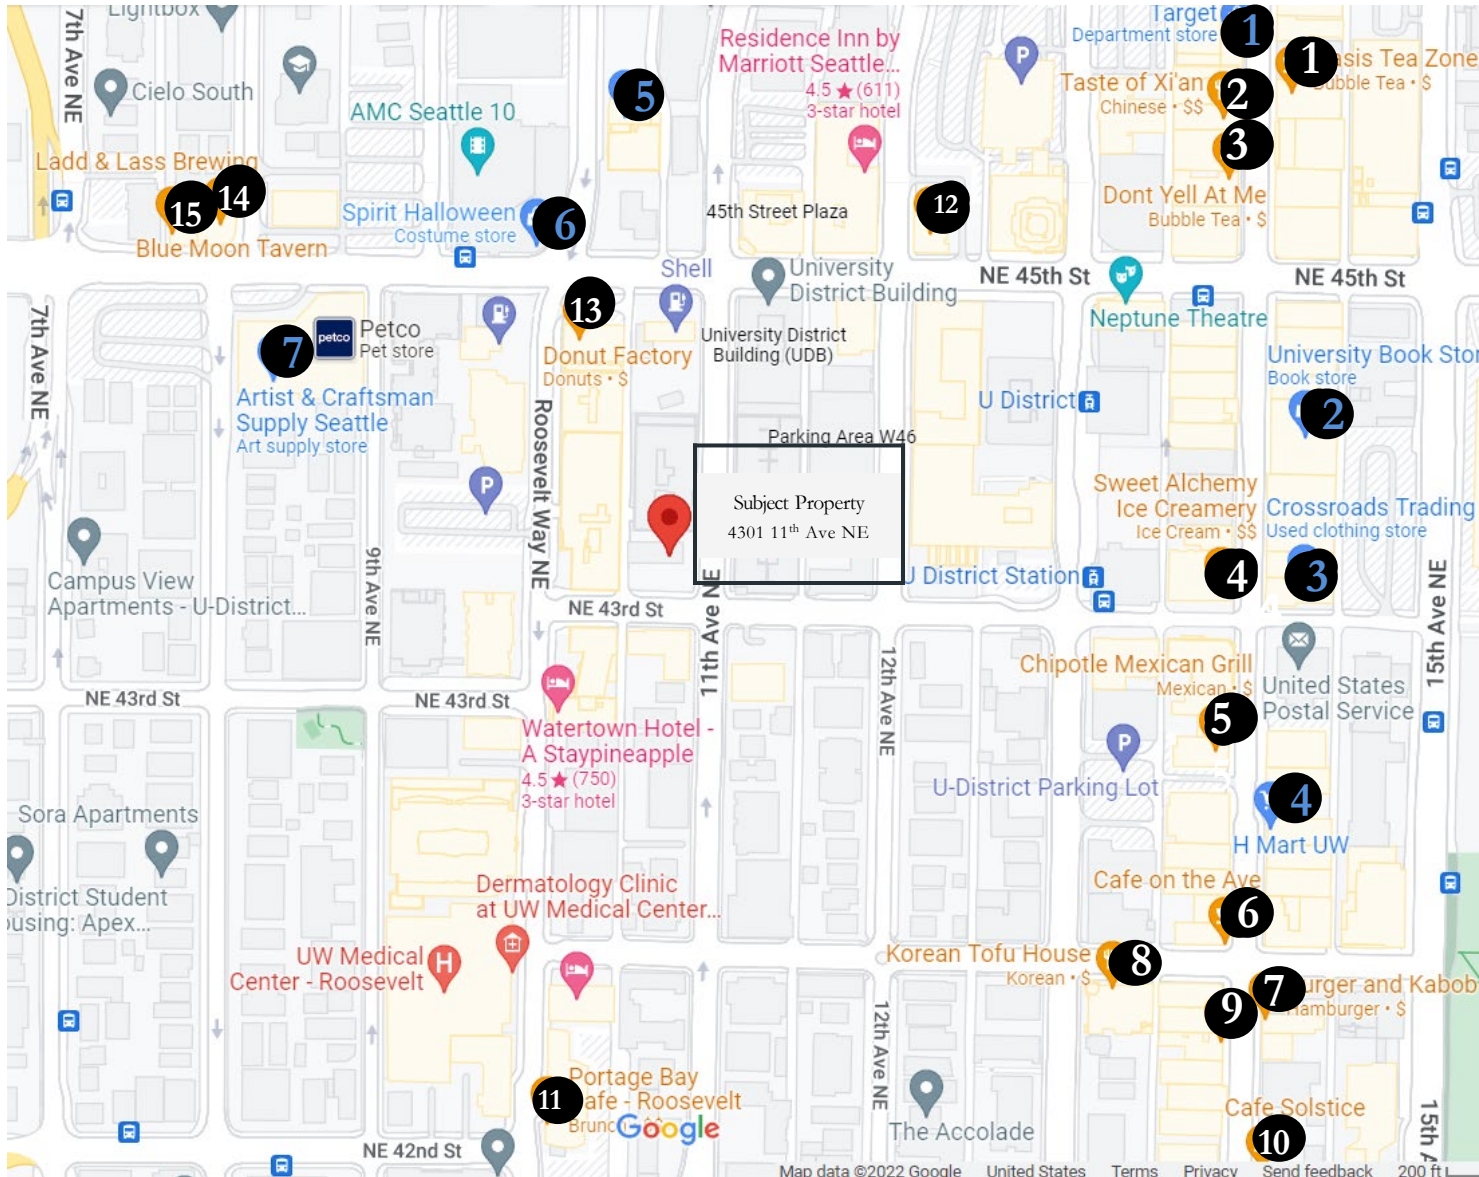 Lightbox
7th Ave NE
Cielo South
AMC Seattle 10
5
Residence Inn by
Marriott Seattle...
4.5 ★ (611)
3-star hotel
P
Target
Department store
1
1
asis Tea Zone
Bubble Tea • $
Taste of Xi'an
Chinese • $$
2
3
Dont Yell At Me
Bubble Tea • $
Ladd & Lass Brewing
14
15
Blue Moon Tavern
Spirit Halloween
Costume store
6
45th Street Plaza
12
NE 45th St
NE 45th St
University
District Building
Shell
13
Donut Factory
Donuts • $
University District
Building (UDB)
Neptune Theatre
7th Ave NE
7
petco
Petco
Pet store
Artist & Craftsman
Supply Seattle
Art supply store
University Book Stor
Book store
2
U District
Parking Area W46
Roosevelt Way NE
P
Subject Property
4301 11th Ave NE
Sweet Alchemy
Ice Creamery
Ice Cream • $$
4
Crossroads Trading
Used clothing store
3
U District Station
Campus View
Apartments - U-District...
9th Ave NE
NE 43rd St
11th Ave NE
12th Ave NE
15th Ave NE
4
Chipotle Mexican Grill
Mexican • $
5
United States
Postal Service
NE 43rd St
NE 43rd St
Watertown Hotel -
A Staypineapple
4.5 ★ (750)
3-star hotel
P
U-District Parking Lot
4
H Mart UW
Sora Apartments
District Student
ousing: Apex...
Dermatology Clinic
at UW Medical Center...
UW Medical
Center - Roosevelt
H
Cafe on the Ave
6
Korean Tofu House
Korean • $
8
9
7
urger and Kabob
Hamburger • $
12th Ave NE
11
Portage Bay
afe - Roosevelt
Brunc
Google
The Accolade
Cafe Solstice
10
15th A
NE 42nd St
Map data ©2022 Google United States Terms Privacy Send feedback 200 ft